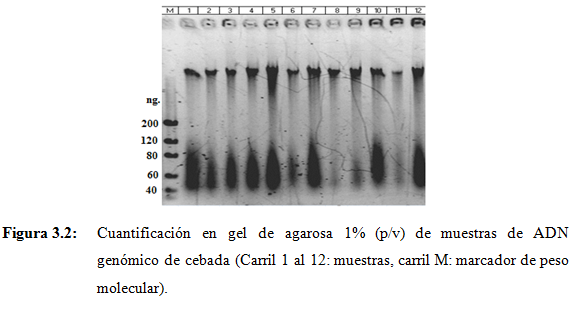 M 1 2 3 4 5 6 7 8 9 10 11 12
ng.
200
120
80
60
40
Figura 3.2: Cuantificación en gel de agarosa 1% (p/v) de muestras de ADN
genómico de cebada (Carril 1 al 12: muestras, carril M: marcador de peso
molecular).